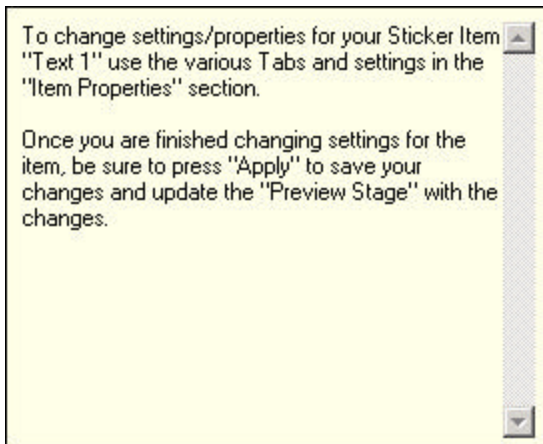 To change settings/properties for your Sticker Item
"Text 1" use the various Tabs and settings in the
"Item Properties" section.
Once you are finished changing settings for the
item, be sure to press "Apply" to save your
changes and update the "Preview Stage" with the
changes.